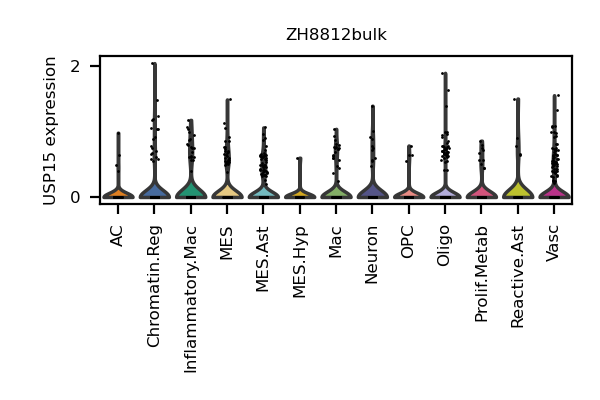 ZH8812bulk
USP15 expression
2
0
AC
Chromatin.Reg
Inflammatory.Mac
MES
MES.Ast
MES.Hyp
Mac
Neuron
OPC
Oligo
Prolif.Metab
Reactive.Ast
Vasc